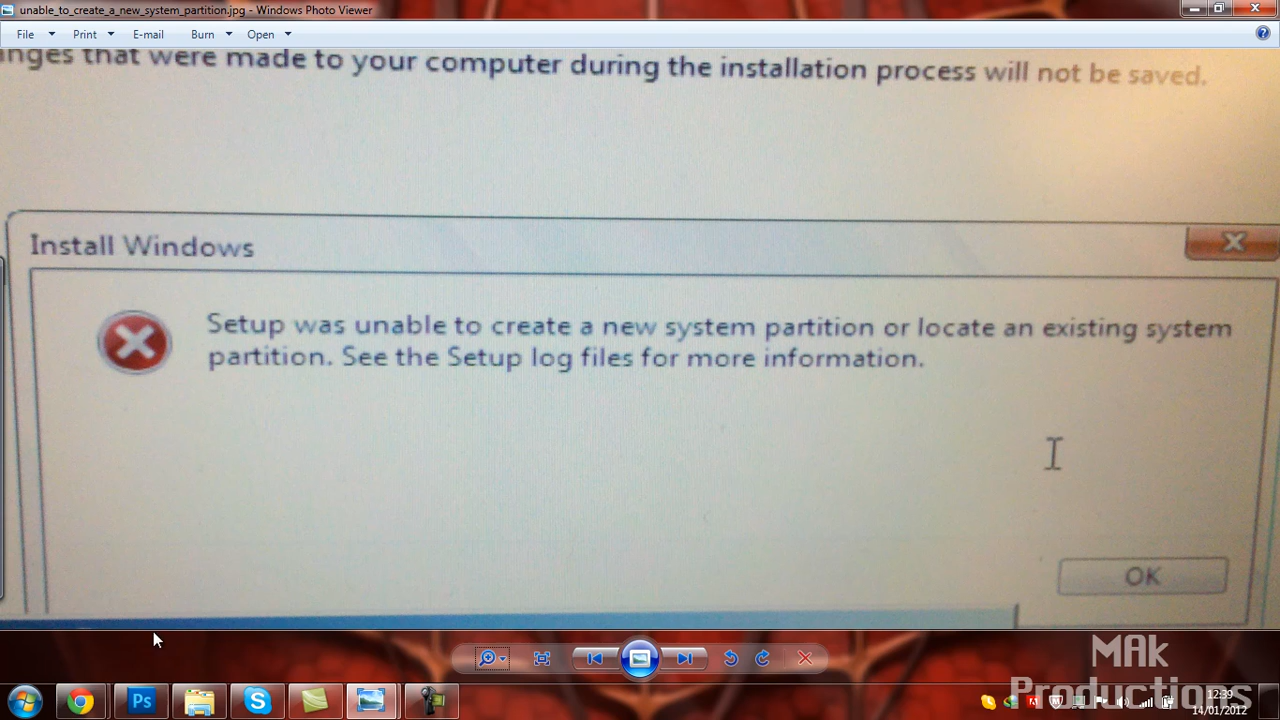 unable_to_create_a_new_system_partition.jpg - Windows Photo Viewer
File Print E-mail Burn Open
anges that were made to your computer during the installation process will not be saved.
Install Windows
Setup was unable to create a new system partition or locate an existing system
partition. See the Setup log files for more information.
OK
MAk
Productions
Ps
12:39
14/01/2012